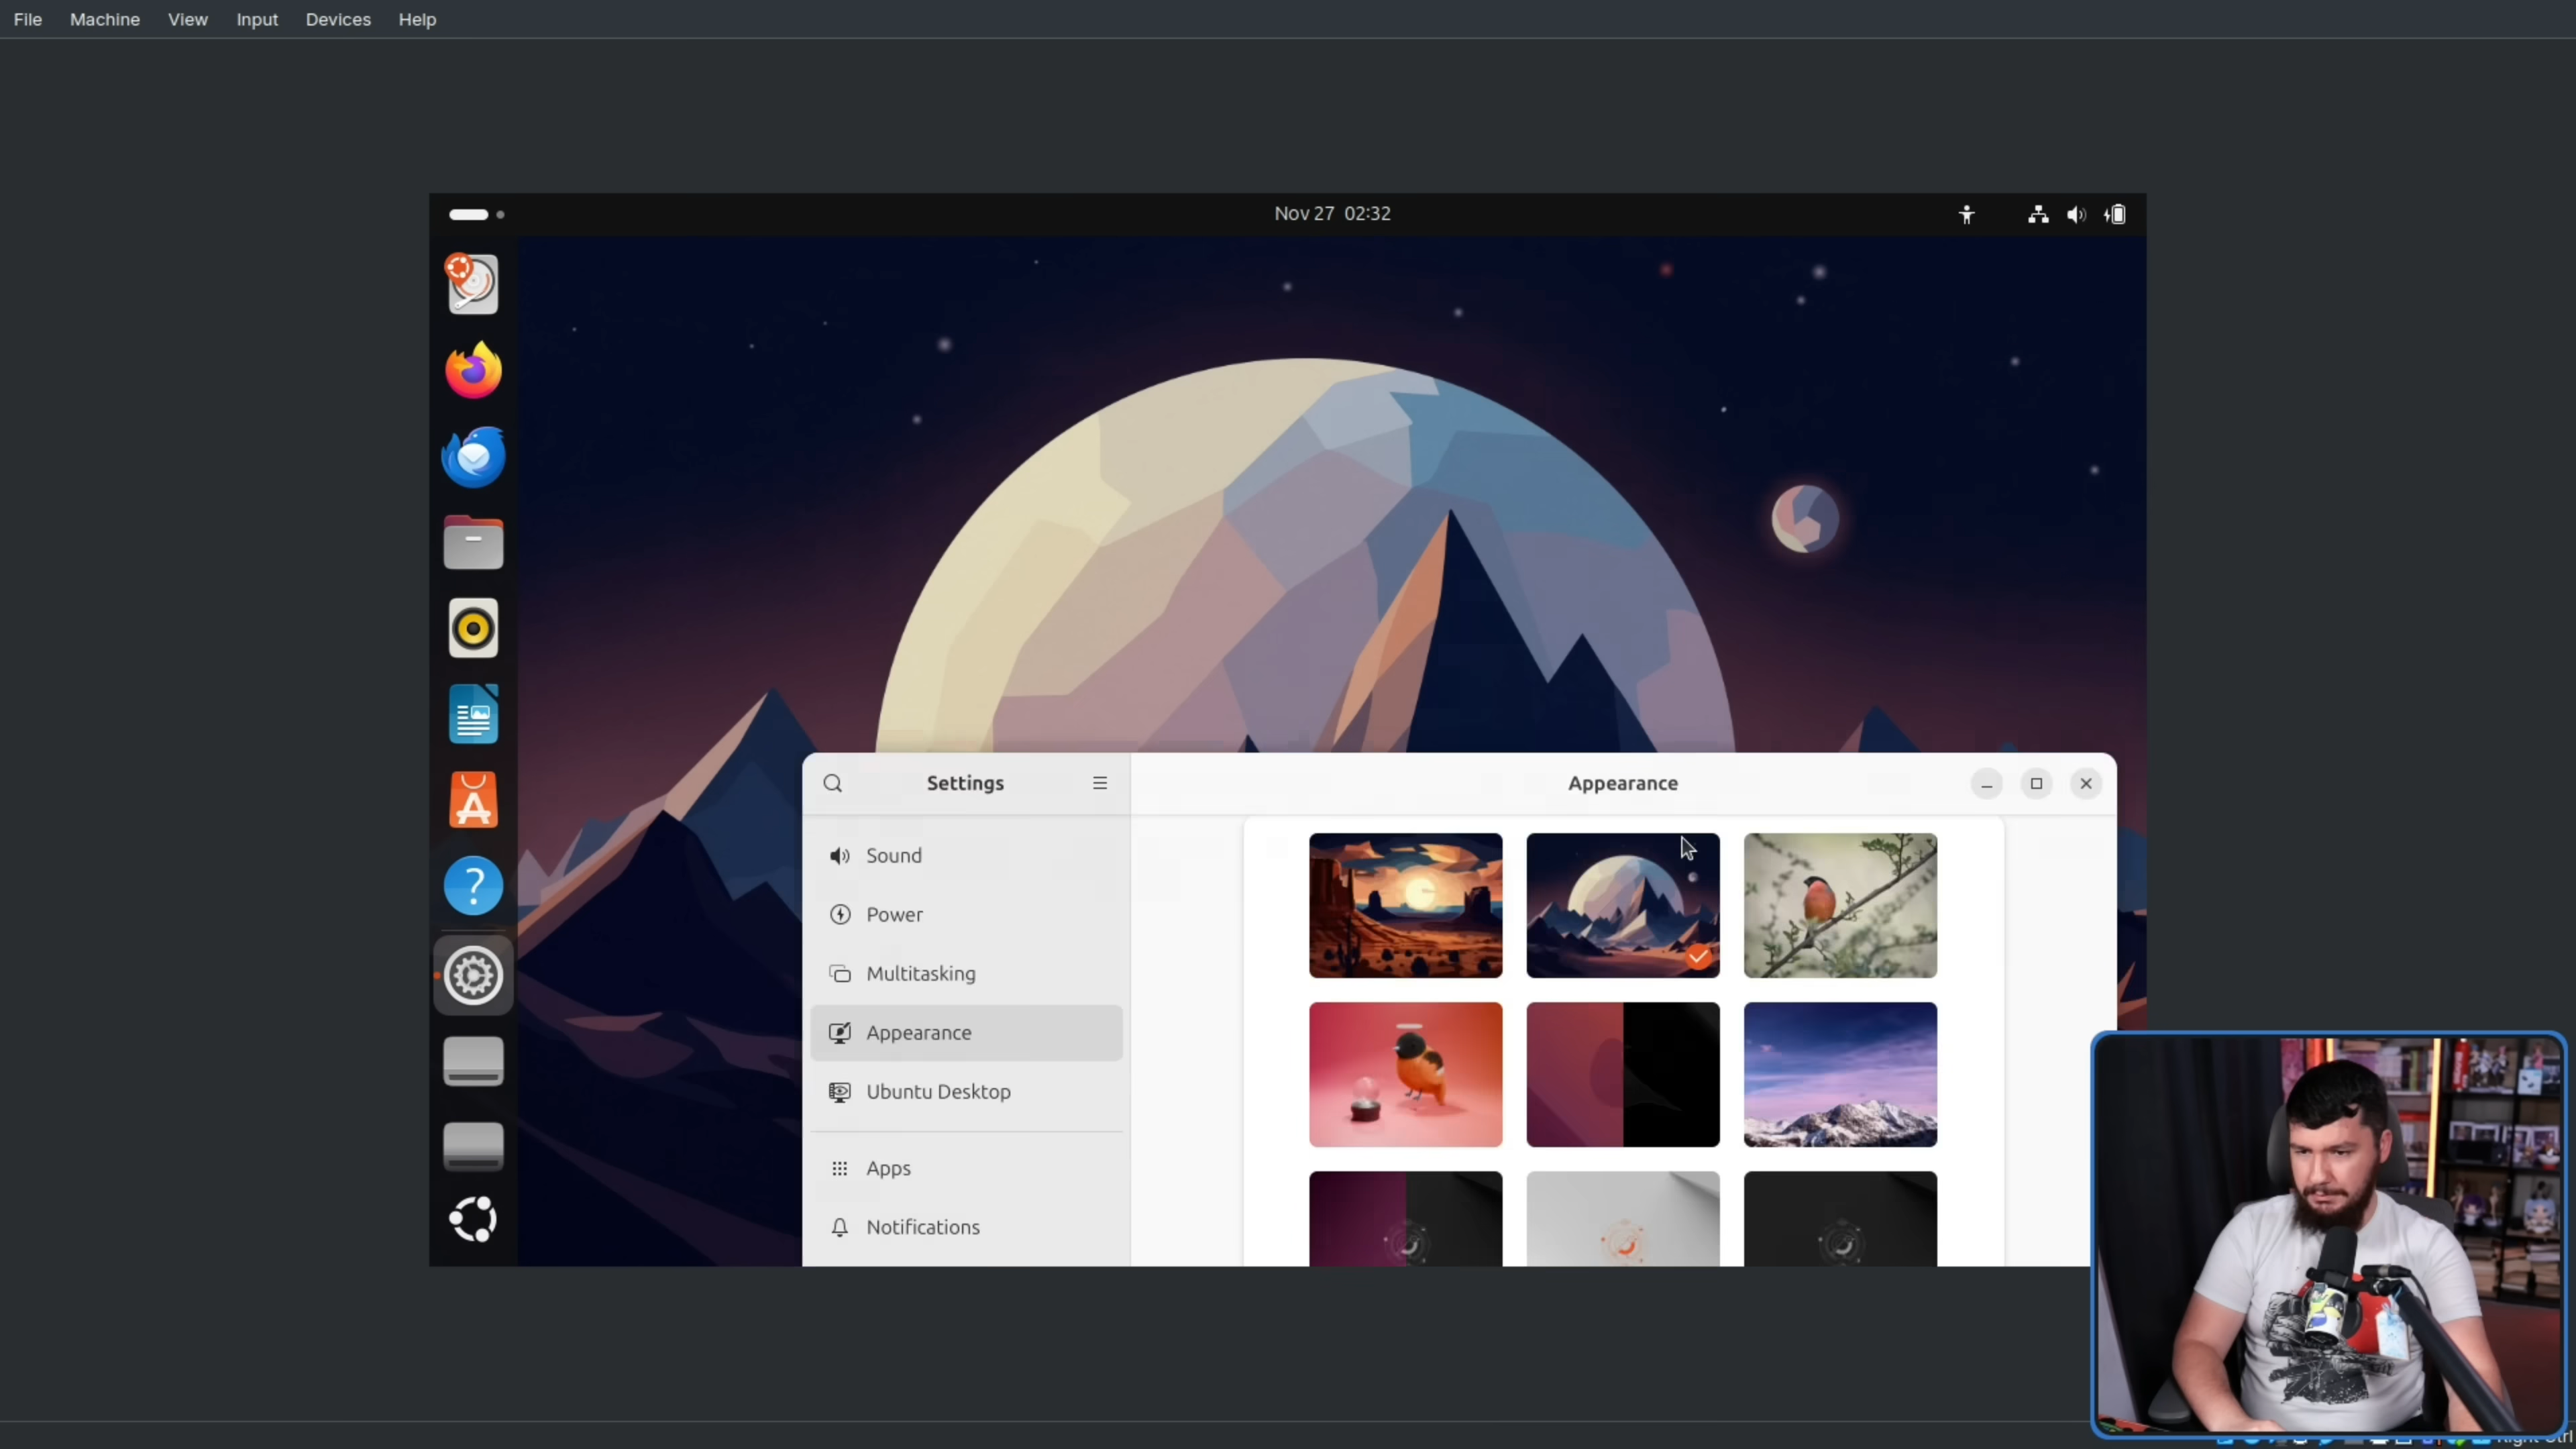 File Machine View Input Devices Help
Nov 27 02:32
Settings
Appearance
Sound
Power
Multitasking
Appearance
Ubuntu Desktop
Apps
Notifications